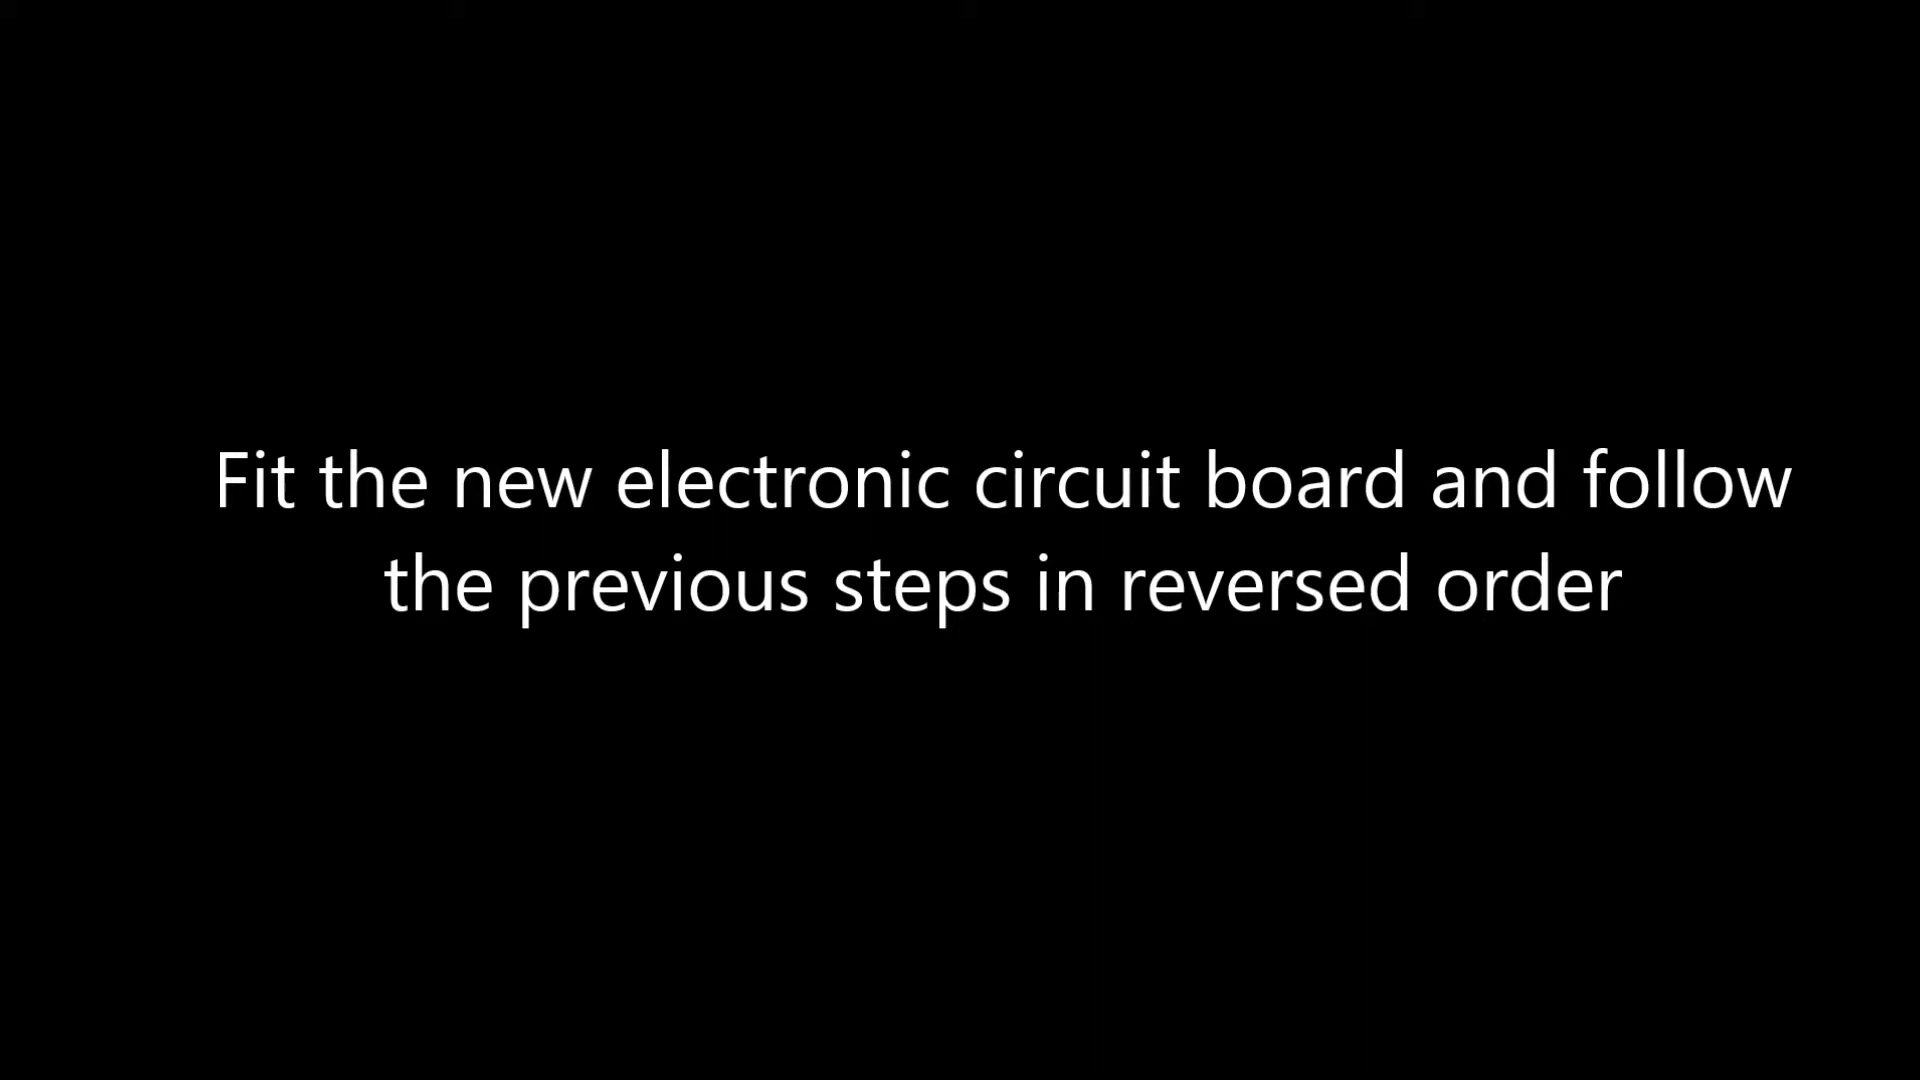 Fit the new electronic circuit board and follow
the previous steps in reversed order